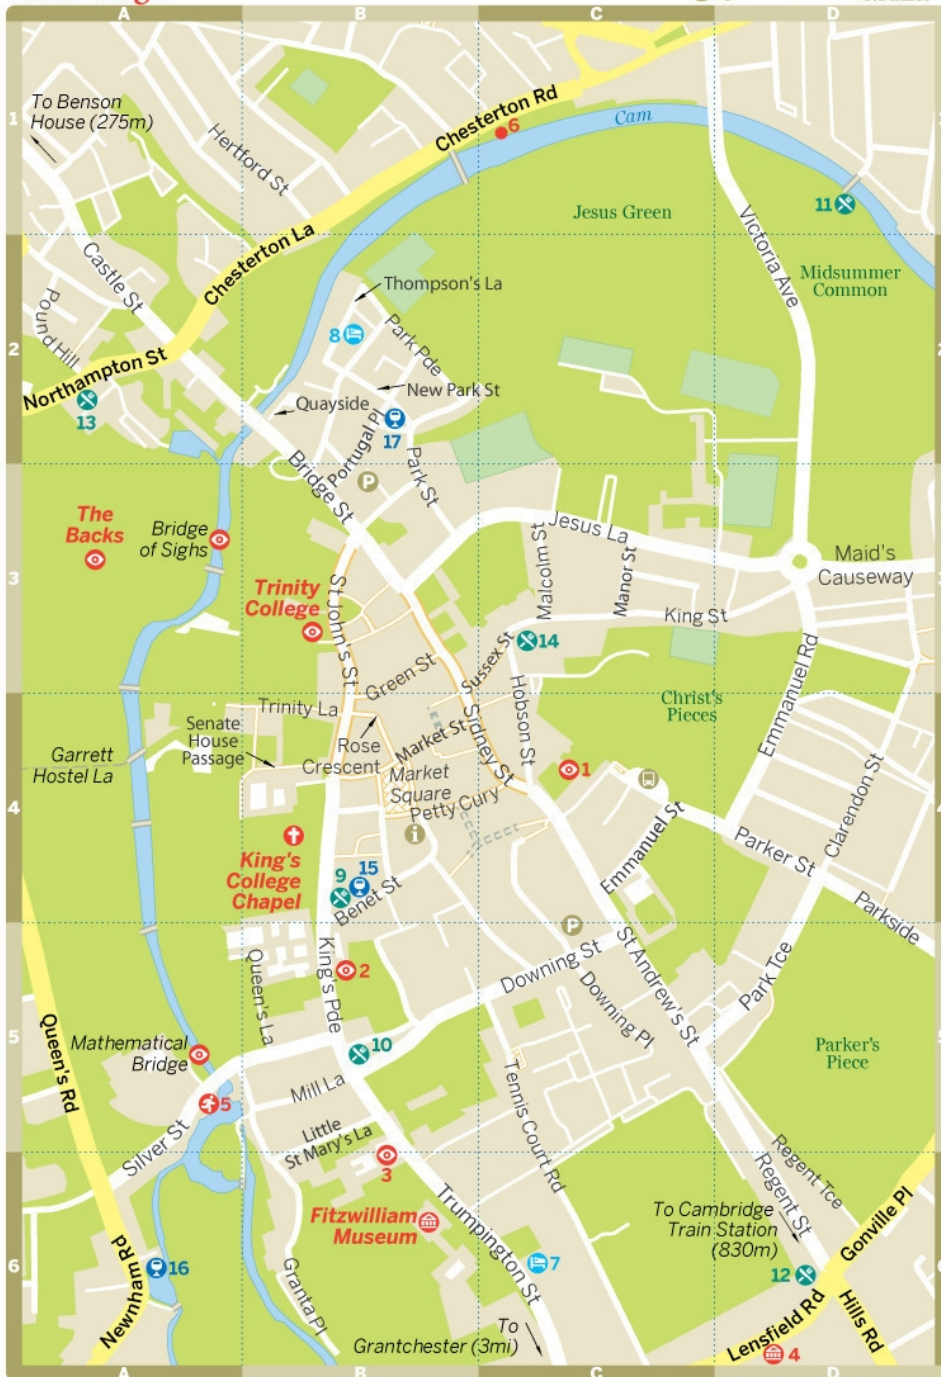 A
B
C
D
1
To Benson
House (275m)
Hertford St
Chesterton Rd
6
Cam
11
Jesus Green
Victoria Ave
Midsummer
Common
Chesterton La
Castle St
Pound Hill
Northampton St
13
2
Thompson's La
8
Park Pde
New Park St
Quayside
Portugal Pl
17
Bridge St
P
Park St
The
Backs
Bridge
of Sighs
3
Trinity
College
St John's St
Jesus La
Malcolm St
Manor St
Maid's
Causeway
King St
14
Sussex St
Green St
Hobson St
Emmanuel Rd
Christ's
Pieces
Trinity La
Senate
House
Passage
Rose
Crescent
Market St
Sidney St
Garrett
Hostel La
Market
Square
Petty Cury
1
4
i
King's
College
Chapel
9
15
Benet St
Emmanuel St
Parker St
Clarendon St
Parkside
P
Queen's La
King's Pde
2
Downing St
St Andrew's St
Park Tce
Downing Pl
5
Queen's Rd
Mathematical
Bridge
10
Parker's
Piece
5
Mill La
Silver St
Little
St Mary's La
3
Tennis Court Rd
Regent Tce
Regent St
Fitzwilliam
Museum
Trumpington St
To Cambridge
Train Station
(830m)
Gonville Pl
6
16
Newnham Rd
Granta Pl
7
12
To
Grantchester (3mi)
Lensfield Rd
Hills Rd
4
A
B
C
D